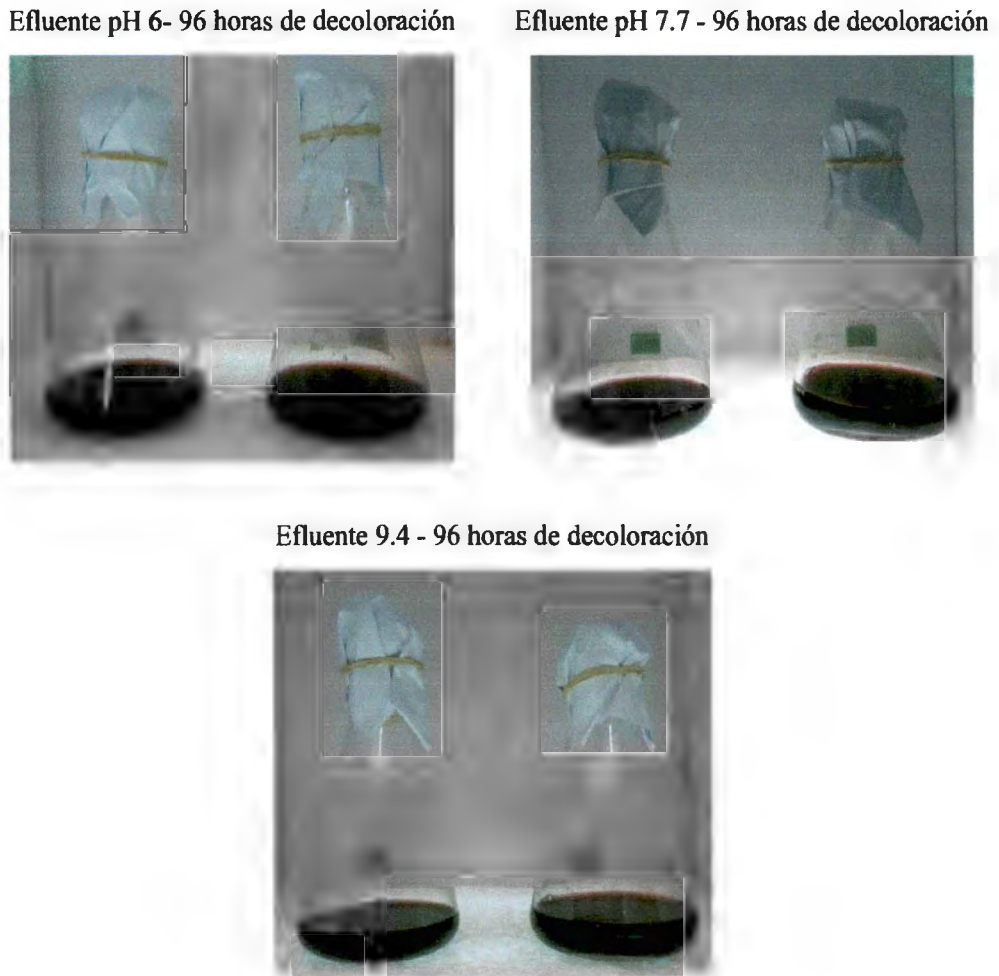 Efluente pH 6- 96 horas de decoloración
Efluente pH 7.7 - 96 horas de decoloración
Efluente 9.4 - 96 horas de decoloración